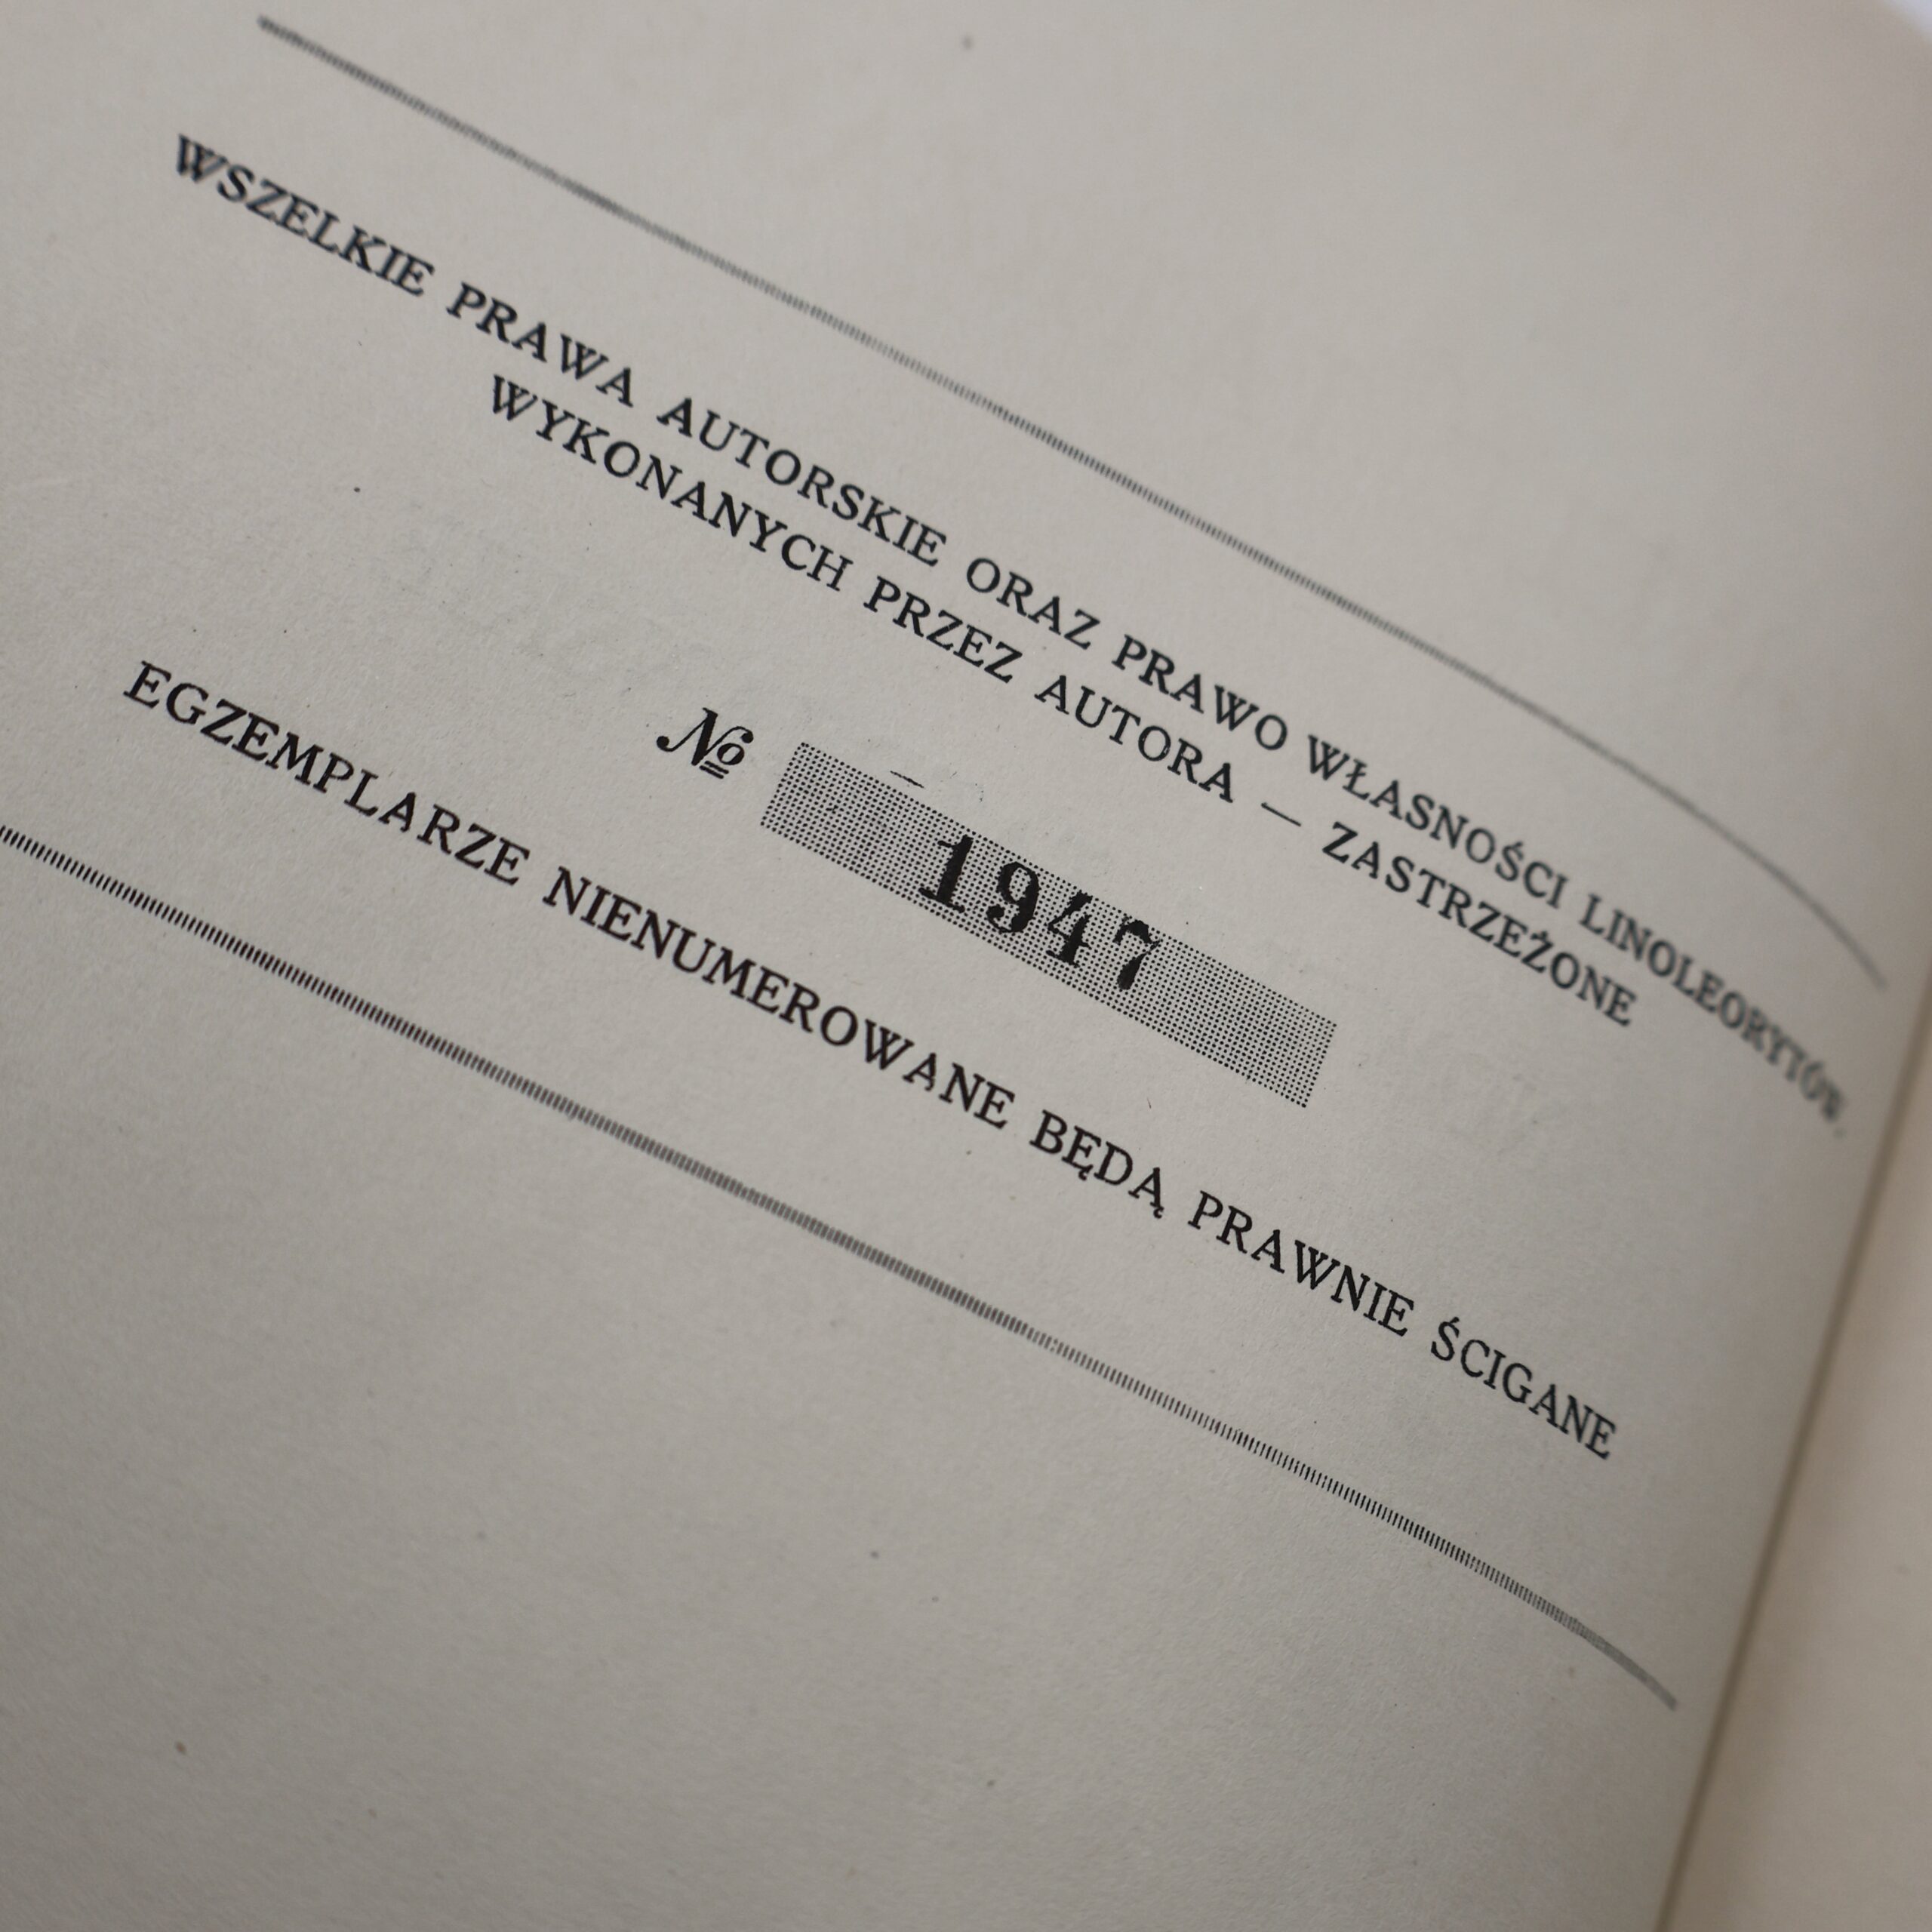 WSZELKIE PRAWA AUTORSKIE ORAZ PRAWO WŁASNOŚCI LINOLEORYTÓW,
WYKONANYCH PRZEZ AUTORA — ZASTRZEŻONE
№ 1947
EGZEMPLARZE NIENUMEROWANE BĘDĄ PRAWNIE ŚCIGANE